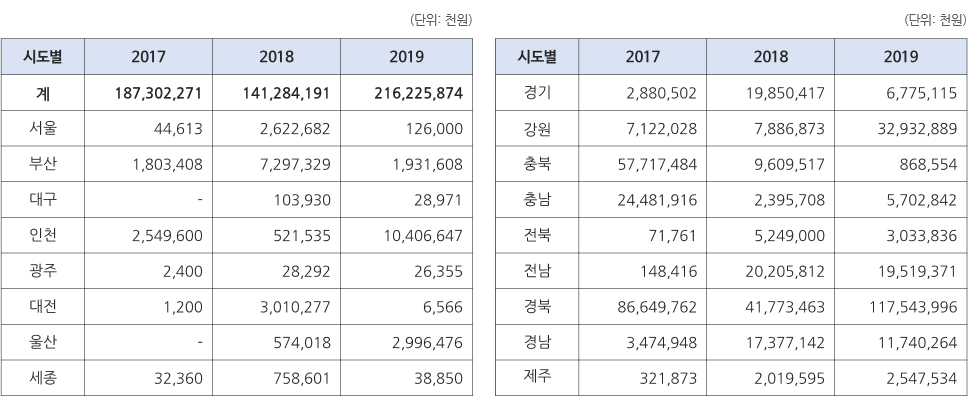 (단위: 천원)
시도별 2017 2018 2019
계 187,302,271 141,284,191 216,225,874
서울 44,613 2,622,682 126,000
부산 1,803,408 7,297,329 1,931,608
대구 - 103,930 28,971
인천 2,549,600 521,535 10,406,647
광주 2,400 28,292 26,355
대전 1,200 3,010,277 6,566
울산 - 574,018 2,996,476
세종 32,360 758,601 38,850
(단위: 천원)
시도별 2017 2018 2019
경기 2,880,502 19,850,417 6,775,115
강원 7,122,028 7,886,873 32,932,889
충북 57,717,484 9,609,517 868,554
충남 24,481,916 2,395,708 5,702,842
전북 71,761 5,249,000 3,033,836
전남 148,416 20,205,812 19,519,371
경북 86,649,762 41,773,463 117,543,996
경남 3,474,948 17,377,142 11,740,264
제주 321,873 2,019,595 2,547,534